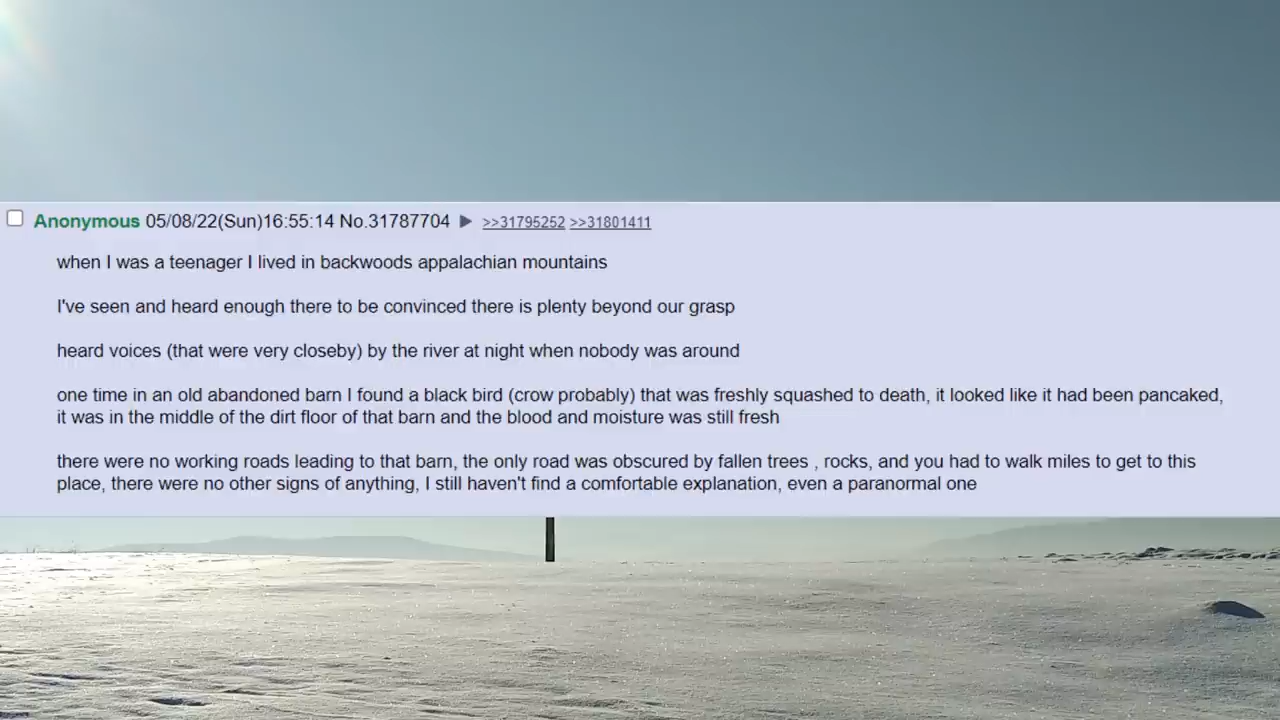 Anonymous 05/08/22(Sun)16:55:14 No.31787704 ▶ >>31795252 >>31801411
when I was a teenager I lived in backwoods appalachian mountains
I've seen and heard enough there to be convinced there is plenty beyond our grasp
heard voices (that were very closeby) by the river at night when nobody was around
one time in an old abandoned barn I found a black bird (crow probably) that was freshly squashed to death, it looked like it had been pancaked,
it was in the middle of the dirt floor of that barn and the blood and moisture was still fresh
there were no working roads leading to that barn, the only road was obscured by fallen trees , rocks, and you had to walk miles to get to this
place, there were no other signs of anything, I still haven't find a comfortable explanation, even a paranormal one